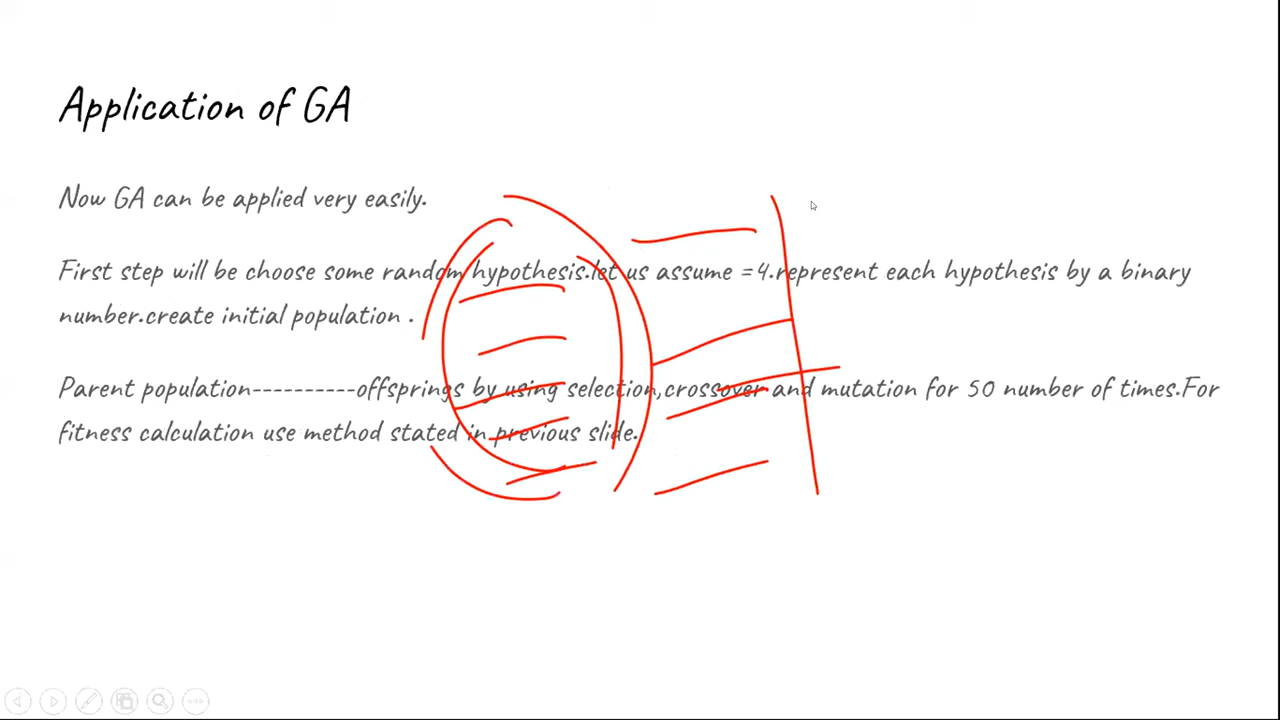 Application of GA
Now GA can be applied very easily.
First step will be choose some random hypothesis.let us assume =4.represent each hypothesis by a binary
number.create initial population .
Parent population----------offsprings by using selection,crossover and mutation for 50 number of times.For
fitness calculation use method stated in previous slide.